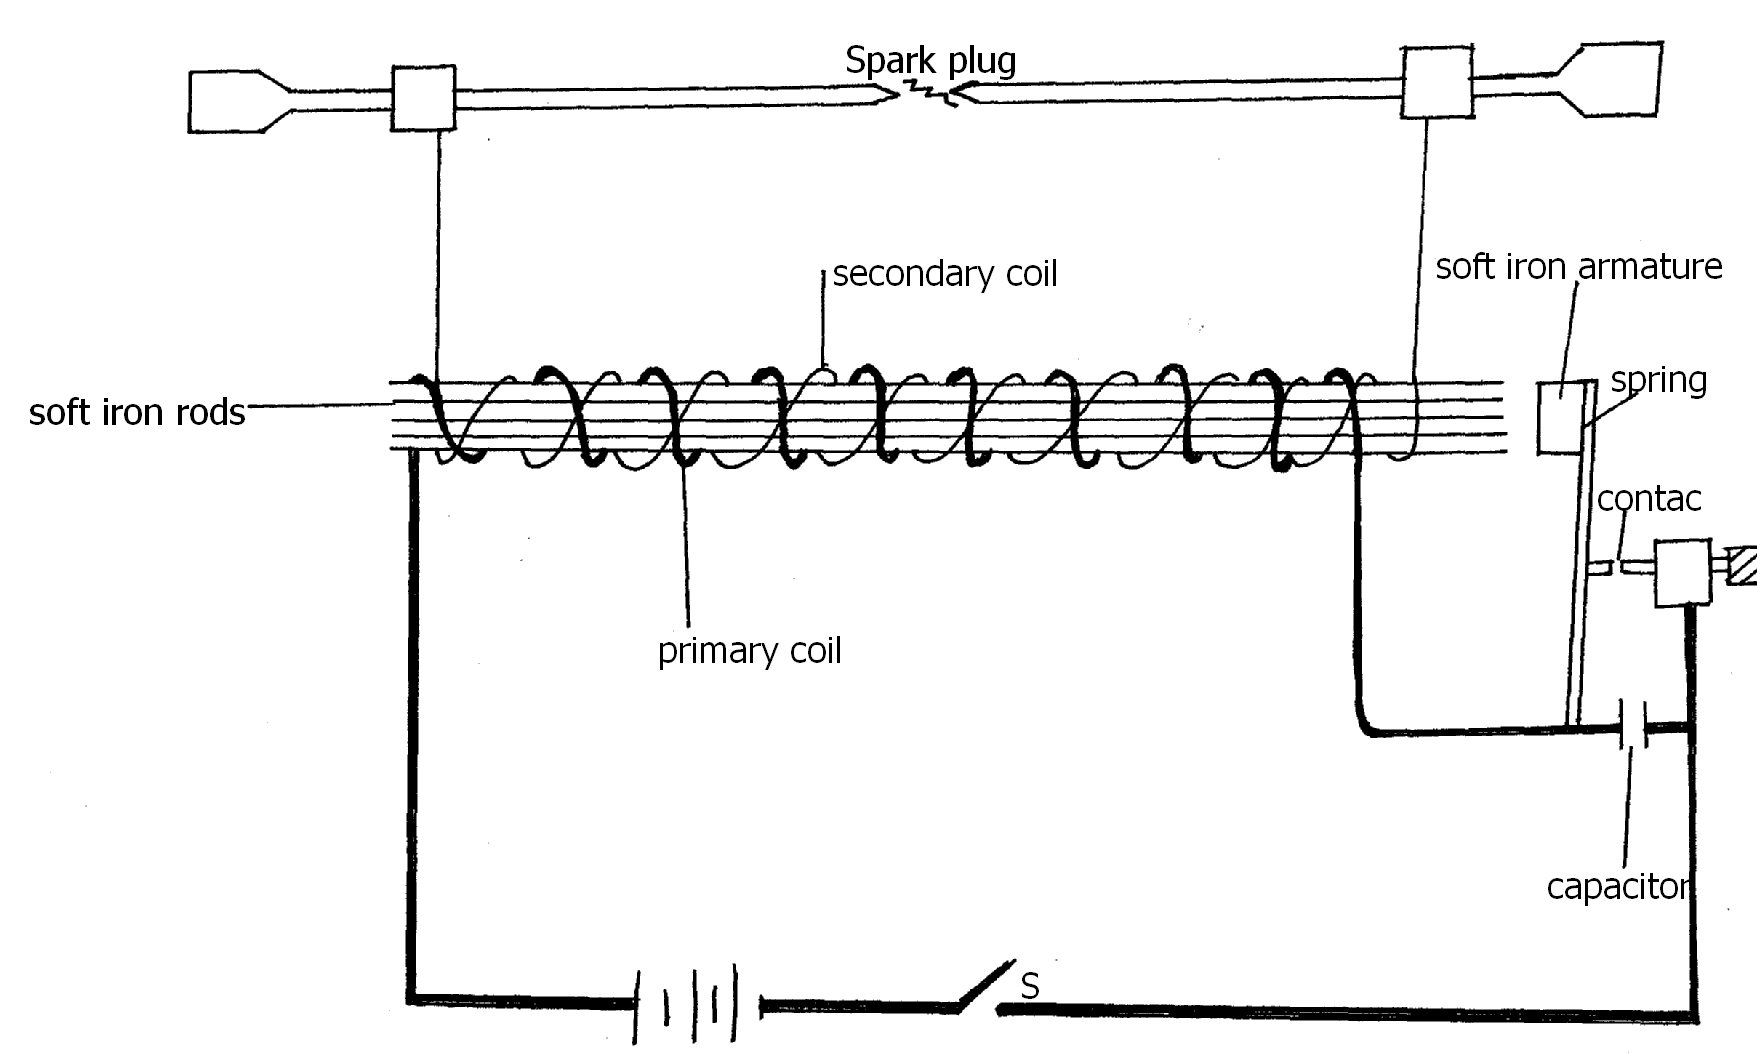 Spark plug
secondary coil
soft iron armature
soft iron rods
spring
contac
primary coil
capacitor
S